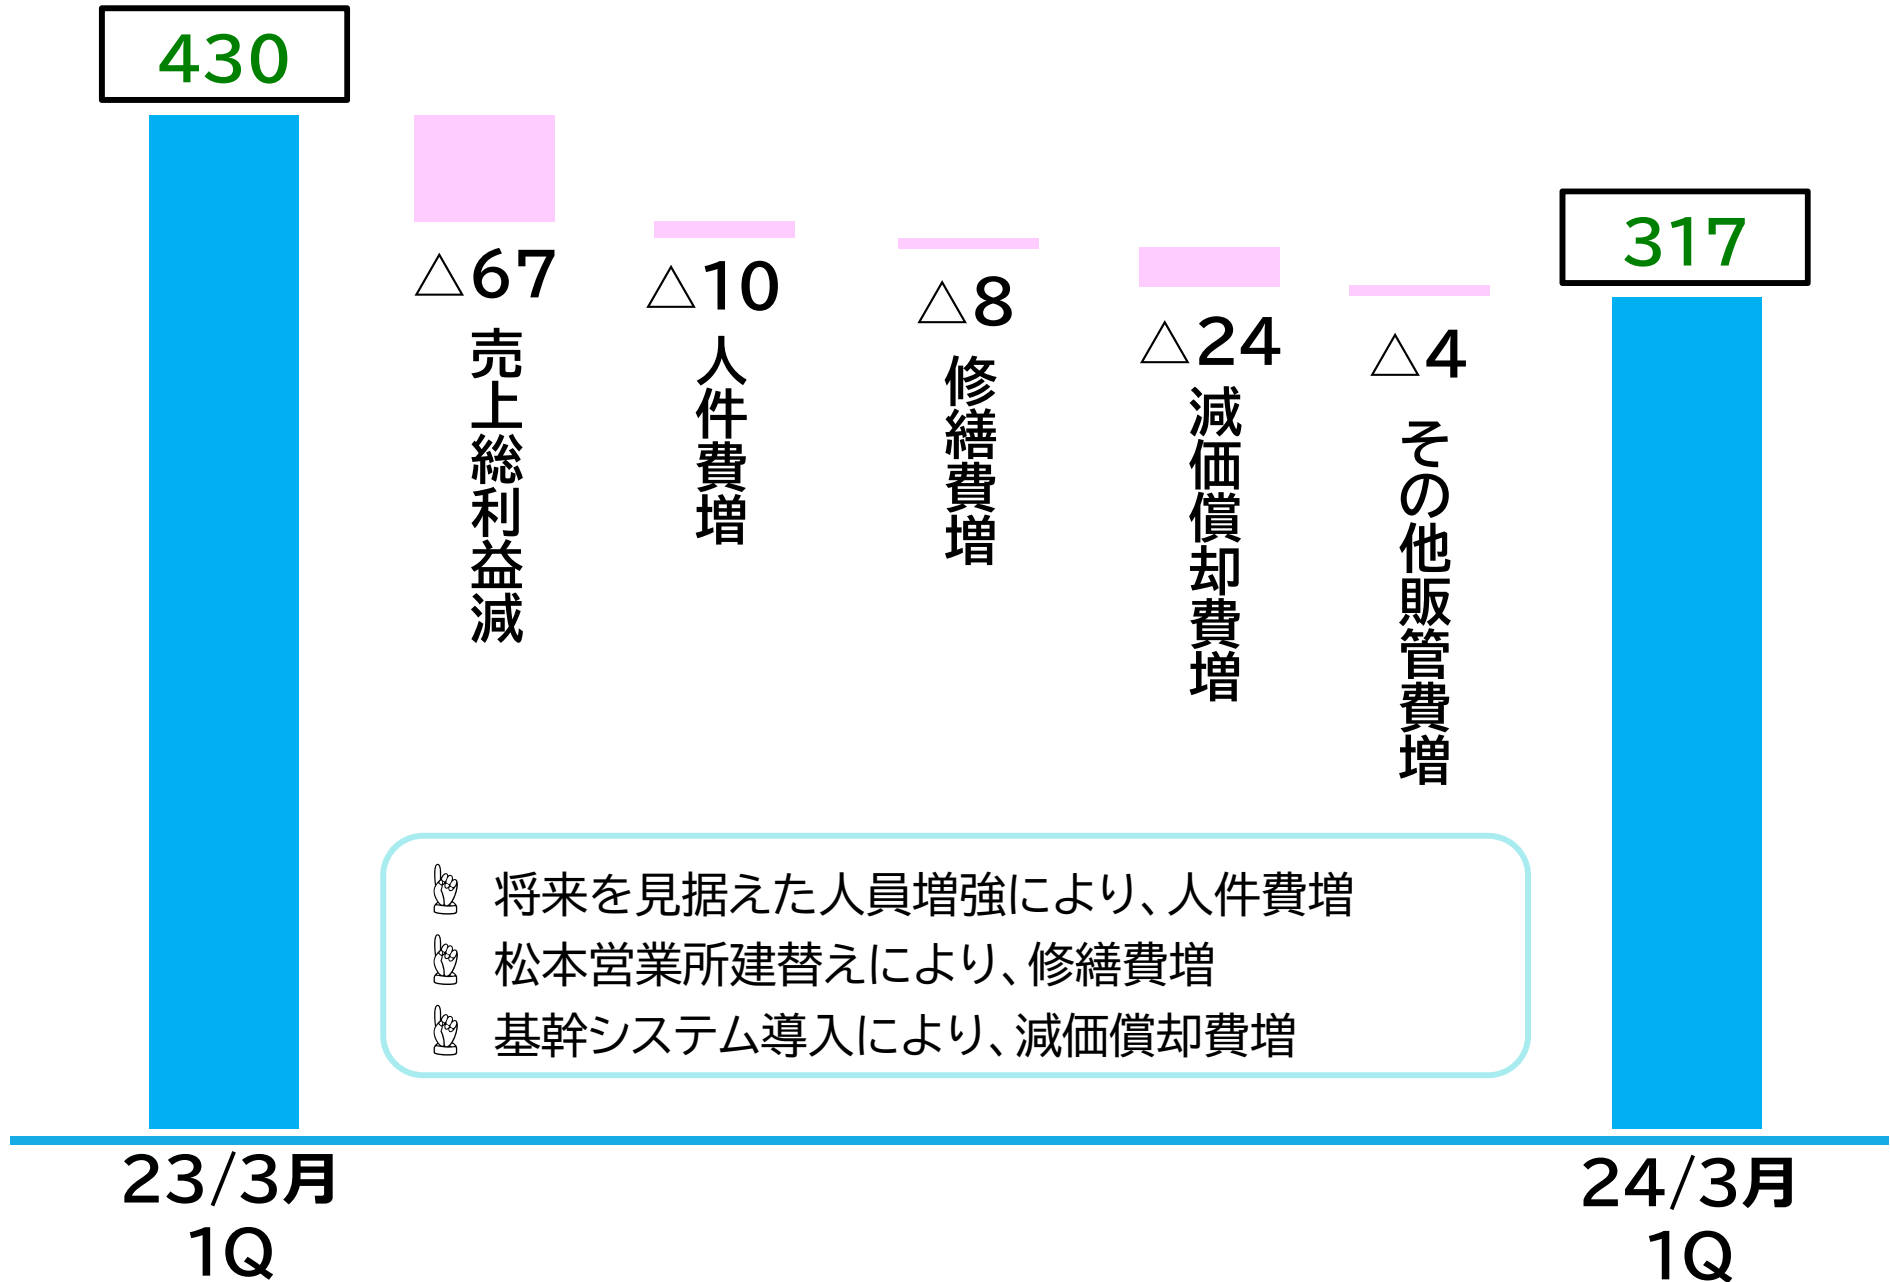 430
317
△67
売上総利益減
△10
人件費増
△8
修繕費増
△24
減価償却費増
△4
その他販管費増
将来を見据えた人員増強により、人件費増
松本営業所建替えにより、修繕費増
基幹システム導入により、減価償却費増
23/3月
1Q
24/3月
1Q